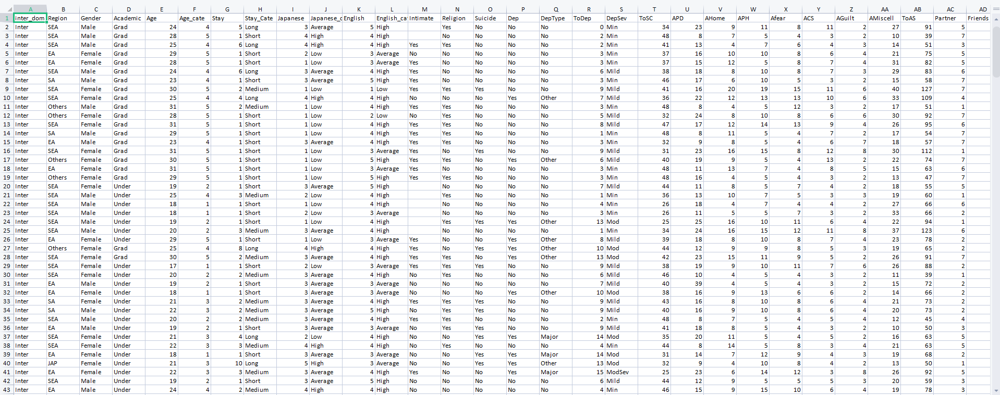 A B C D E F G H I J K L M N O P Q R S T U V W X Y Z AA AB AC AD
1 inter_dom Region Gender Academic Age Age_cate Stay Stay_Cate Japanese Japanese_c English English_ca Intimate Religion Suicide Dep DepType ToDep DepSev ToSC APD AHome APH Afear ACS AGuilt AMiscell ToAS Partner Friends
2 Inter SEA Male Grad 24 4 5 Long 3 Average 5 High Yes No No No 0 Min 34 23 9 11 8 11 2 27 91 5
3 Inter SEA Male Grad 28 5 1 Short 4 High 4 High No No No No 2 Min 48 8 7 5 4 3 2 10 39 7
4 Inter SEA Male Grad 25 4 6 Long 4 High 4 High Yes Yes No No No 2 Min 41 13 4 7 6 4 3 14 51 3
5 Inter EA Female Grad 29 5 1 Short 2 Low 3 Average No No No No No 3 Min 37 16 10 10 8 6 4 21 75 5
6 Inter EA Female Grad 28 5 1 Short 1 Low 3 Average Yes No No No No 3 Min 37 15 12 5 8 7 4 31 82 5
7 Inter SEA Male Grad 24 4 6 Long 3 Average 4 High Yes No No No No 6 Mild 38 18 8 10 8 7 3 29 83 6
8 Inter SA Male Grad 23 4 1 Short 3 Average 5 High Yes No No No No 3 Min 46 17 6 10 5 3 2 15 58 7
9 Inter SEA Female Grad 30 5 2 Medium 1 Low 1 Low Yes Yes Yes No No 9 Mild 41 16 20 19 15 11 6 40 127 7
10 Inter SEA Female Grad 25 4 4 Long 4 High 4 High No No No Yes Other 7 Mild 36 22 12 13 13 10 6 33 109 4
11 Inter Others Male Grad 31 5 2 Medium 1 Low 4 High Yes Yes No No No 3 Min 48 8 4 5 12 3 2 17 51 1
12 Inter Others Female Grad 28 5 1 Short 1 Low 2 Low No Yes No No No 5 Mild 32 24 8 10 8 6 6 30 92 7
13 Inter SEA Female Grad 31 5 1 Short 1 Low 4 High Yes Yes No No No 8 Mild 47 17 12 14 13 9 4 26 95 6
14 Inter SA Male Grad 29 5 1 Short 1 Low 4 High Yes Yes No No No 1 Min 48 8 11 5 4 7 2 17 54 7
15 Inter EA Male Grad 23 4 1 Short 3 Average 4 High Yes Yes No No No 3 Min 32 9 8 5 4 6 7 18 57 7
16 Inter SEA Female Grad 31 5 1 Short 1 Low 3 Average Yes No Yes No No 9 Mild 31 23 16 15 8 12 8 30 112 1
17 Inter Others Female Grad 30 5 1 Short 1 Low 5 High Yes Yes No Yes Other 6 Mild 40 19 9 5 4 13 2 22 74 7
18 Inter EA Female Grad 31 5 1 Short 1 Low 3 Average Yes No No No No 3 Min 48 11 13 7 4 8 5 15 63 6
19 Inter Others Female Grad 29 5 1 Short 1 Low 5 High Yes Yes No No No 3 Min 48 16 4 5 4 3 2 13 47 7
20 Inter SEA Female Under 19 2 1 Short 3 Average 5 High No No No No 7 Mild 44 11 8 5 7 4 2 18 55 5
21 Inter SEA Male Under 25 4 3 Medium 2 Low 4 High Yes No No No 1 Min 36 13 10 7 5 3 3 19 60 1
22 Inter SEA Male Under 18 1 1 Short 1 Low 4 High No No No No 4 Min 26 18 4 7 4 4 2 27 66 6
23 Inter SEA Male Under 18 1 1 Short 2 Low 3 Average No No No No 3 Min 26 11 5 5 7 3 2 33 66 2
24 Inter SEA Male Under 19 2 1 Short 1 Low 4 High Yes Yes Yes Other 13 Mod 25 25 16 10 11 6 4 22 94 1
25 Inter SEA Male Under 20 2 3 Medium 3 Average 4 High No No No No 1 Min 34 24 16 15 12 11 8 37 123 6
26 Inter EA Female Under 29 5 1 Short 1 Low 3 Average Yes No No Yes Other 8 Mild 39 18 8 10 8 7 4 23 78 2
27 Inter Others Female Grad 25 4 8 Long 4 High 4 High Yes No Yes Yes Other 10 Mod 44 12 9 9 8 5 3 19 65 2
28 Inter SEA Female Grad 30 5 2 Medium 3 Average 4 High Yes Yes No Yes Other 13 Mod 42 23 15 11 9 5 2 26 91 7
29 Inter SEA Female Under 17 1 1 Short 2 Low 3 Average Yes Yes Yes No No 9 Mild 38 19 9 10 11 7 6 26 88 2
30 Inter SEA Female Under 20 2 2 Medium 3 Average 4 High No Yes No No No 6 Mild 46 10 4 5 4 3 2 11 39 1
31 Inter EA Male Under 19 2 1 Short 3 Average 3 Average No No No No No 7 Mild 40 39 4 5 4 3 2 15 72 2
32 Inter EA Female Under 18 1 1 Short 3 Average 3 Average No No No Yes Other 10 Mod 38 16 9 13 6 6 2 14 66 2
33 Inter SA Female Under 21 3 2 Medium 3 Average 4 High Yes Yes Yes No No 9 Mild 43 16 8 10 8 6 4 21 73 2
34 Inter SA Male Under 22 3 2 Medium 3 Average 5 High No Yes Yes No No 9 Mild 40 16 9 10 8 6 4 20 73 2
35 Inter SEA Male Under 20 2 2 Medium 3 Average 4 High Yes Yes No No No 2 Min 48 8 7 5 4 5 4 12 45 4
36 Inter EA Male Under 19 2 1 Short 3 Average 3 Average No Yes Yes No No 9 Mild 41 18 8 5 4 3 2 10 50 3
37 Inter SEA Female Under 21 3 4 Long 2 Low 4 High No No Yes Yes Major 14 Mod 35 20 11 5 4 5 2 16 63 5
38 Inter SEA Male Under 22 3 3 Medium 4 High 4 High No Yes No No No 4 Min 44 8 14 5 8 3 4 21 63 5
39 Inter EA Female Under 18 1 1 Short 3 Average 3 Average No No Yes Yes Major 14 Mod 31 14 7 12 9 4 3 19 68 2
40 Inter JAP Female Under 21 3 10 Long 5 High 3 Average No No Yes Yes Other 13 Mod 32 9 4 10 8 4 2 13 50 1
41 Inter EA Female Under 22 3 3 Medium 3 Average 4 High Yes No No Yes Major 15 ModSev 25 23 6 14 12 3 8 26 92 5
42 Inter SEA Male Under 19 2 1 Short 3 Average 5 High No No No No No 6 Mild 44 12 9 5 5 5 3 20 59 3
43 Inter EA Male Under 24 4 2 Medium 4 High 4 High No No No No No 4 Min 46 15 9 15 10 6 4 19 78 3